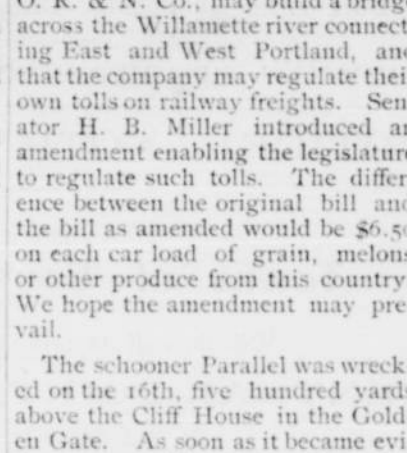 O. R. & N. Co., may build a bridge
across the Willamette river connect
ing East and West Portland, and
that the company may regulate thei
own tolls on railway freights. Sen
ator H. B. Miller introduced an
amendment enabling the legislature
to regulate such tolls. The differ
ence between the original bill and
the bill as amended would be $6.50
on each car load of grain, melons
or other produce from this country
We hope the amendment may pre
vail.
The schooner Parallel was wreck
ed on the 16th, five hundred yards
above the Cliff House in the Gold
en Gate. As soon as it became evi